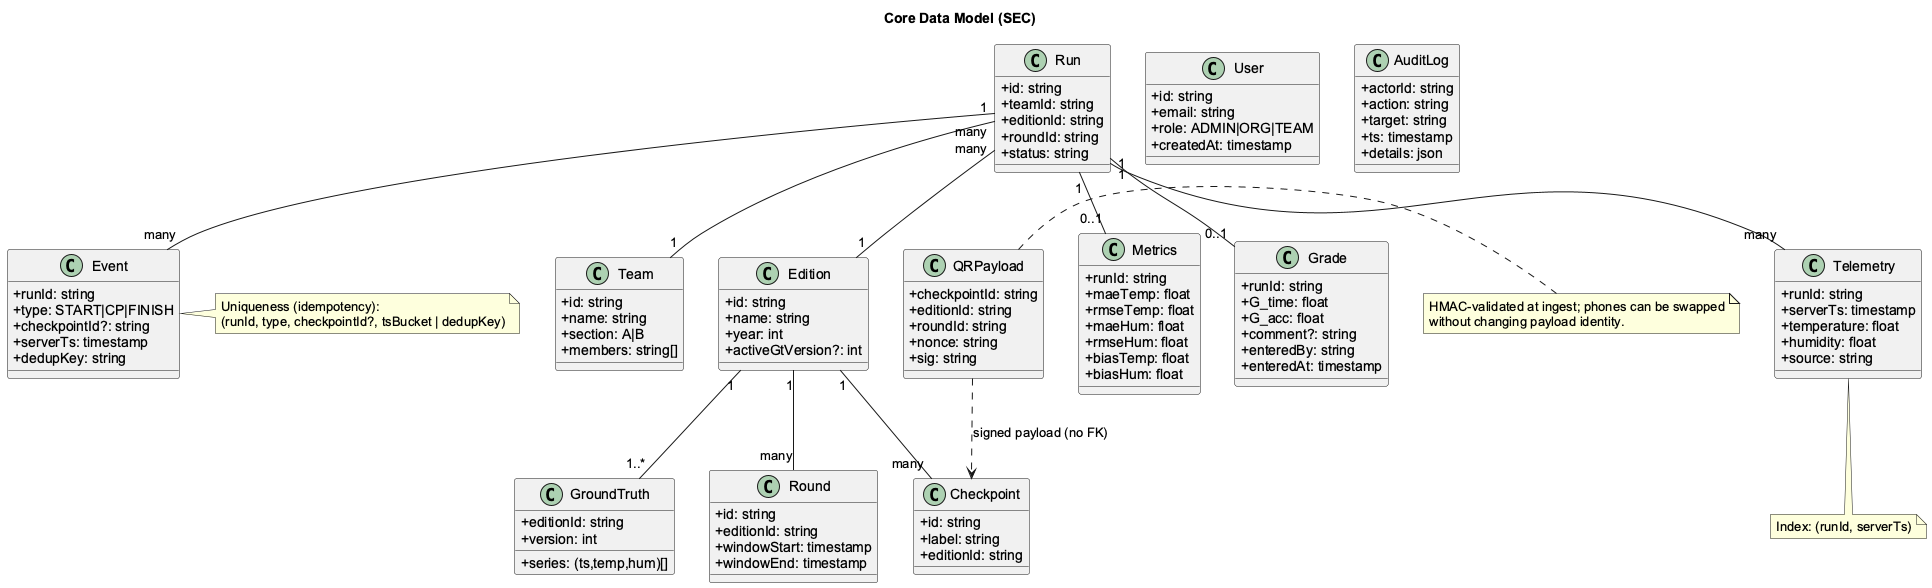 Core Data Model (SEC)
C Run
+id: string
+teamId: string
+editionId: string
+roundId: string
+status: string
C User
+id: string
+email: string
+role: ADMIN|ORG|TEAM
+createdAt: timestamp
C AuditLog
+actorId: string
+action: string
+target: string
+ts: timestamp
+details: json
1
many
many
1
1
1
many
1
1
0..1
0..1
many
C Event
+runId: string
+type: START|CP|FINISH
+checkpointId?: string
+serverTs: timestamp
+dedupKey: string
Uniqueness (idempotency):
(runId, type, checkpointId?, tsBucket | dedupKey)
C Team
+id: string
+name: string
+section: A|B
+members: string[]
C Edition
+id: string
+name: string
+year: int
+activeGtVersion?: int
C QRPayload
+checkpointId: string
+editionId: string
+roundId: string
+nonce: string
+sig: string
C Metrics
+runId: string
+maeTemp: float
+rmseTemp: float
+maeHum: float
+rmseHum: float
+biasTemp: float
+biasHum: float
C Grade
+runId: string
+G_time: float
+G_acc: float
+comment?: string
+enteredBy: string
+enteredAt: timestamp
HMAC-validated at ingest; phones can be swapped
without changing payload identity.
C Telemetry
+runId: string
+serverTs: timestamp
+temperature: float
+humidity: float
+source: string
1
1
1
signed payload (no FK)
1..*
many
many
C GroundTruth
+editionId: string
+version: int
+series: (ts,temp,hum)[]
C Round
+id: string
+editionId: string
+windowStart: timestamp
+windowEnd: timestamp
C Checkpoint
+id: string
+label: string
+editionId: string
Index: (runId, serverTs)